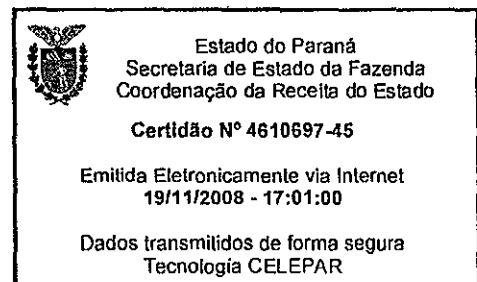 Estado do Paraná
Secretaria de Estado da Fazenda
Coordenação da Receita do Estado
Certidão Nº 4610697-45
Emitida Eletronicamente via Internet
19/11/2008 - 17:01:00
Dados transmitidos de forma segura
Tecnologia CELEPAR